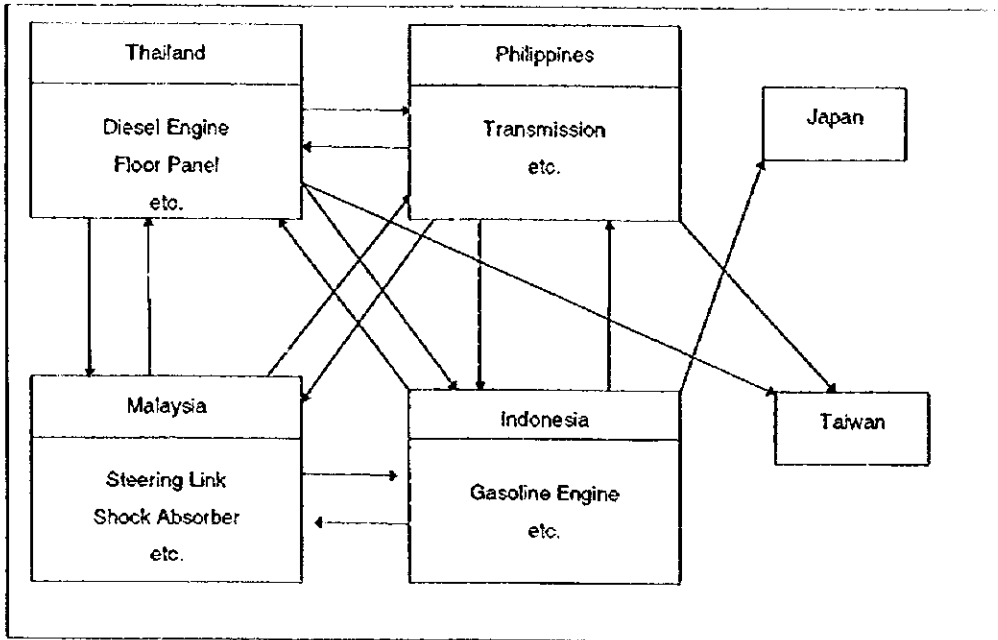 Thailand
Diesel Engine
Floor Panel
etc.
Philippines
Transmission
etc.
Japan
Malaysia
Steering Link
Shock Absorber
etc.
Indonesia
Gasoline Engine
etc.
Taiwan